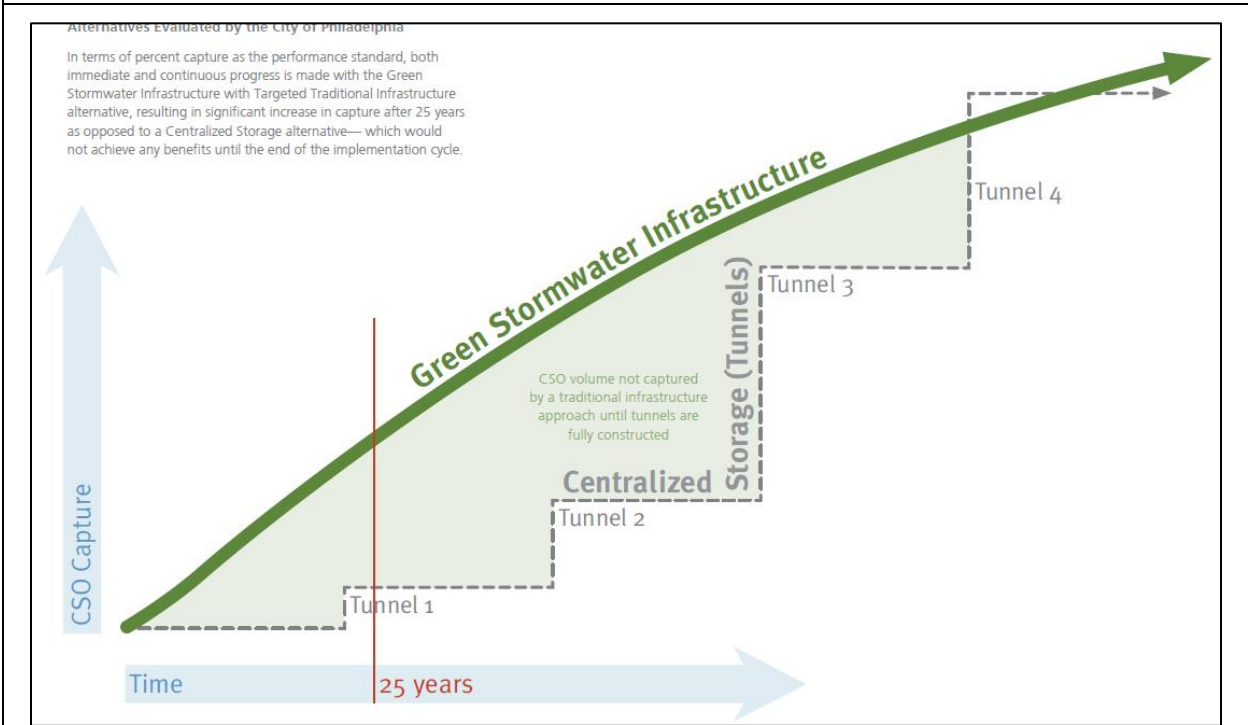 Alternatives Evaluated by the City of Philadelphia
In terms of percent capture as the performance standard, both
immediate and continuous progress is made with the Green
Stormwater Infrastructure with Targeted Traditional Infrastructure
alternative, resulting in significant increase in capture after 25 years
as opposed to a Centralized Storage alternative— which would
not achieve any benefits until the end of the implementation cycle.
Green Stormwater Infrastructure
Tunnel 4
Tunnel 3
CSO volume not captured
by a traditional infrastructure
approach until tunnels are
fully constructed
Centralized
Storage (Tunnels)
Tunnel 2
Tunnel 1
CSO Capture
Time
25 years